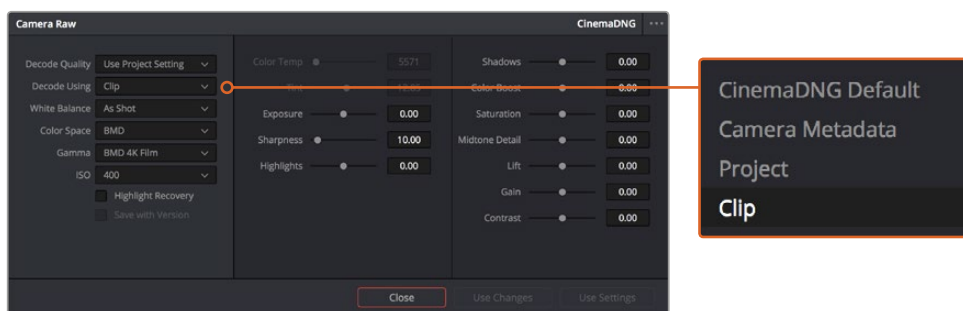 Camera Raw
CinemaDNG
Decode Quality Use Project Setting
Decode Using Clip
White Balance As Shot
Color Space BMD
Gamma BMD 4K Film
ISO 400
Highlight Recovery
Save with Version
Color Temp 5571
Tint
Exposure 0.00
Sharpness 10.00
Highlights 0.00
Shadows 0.00
Color Boost 0.00
Saturation 0.00
Midtone Detail 0.00
Lift 0.00
Gain 0.00
Contrast 0.00
Close
Use Changes
Use Settings
CinemaDNG Default
Camera Metadata
Project
Clip